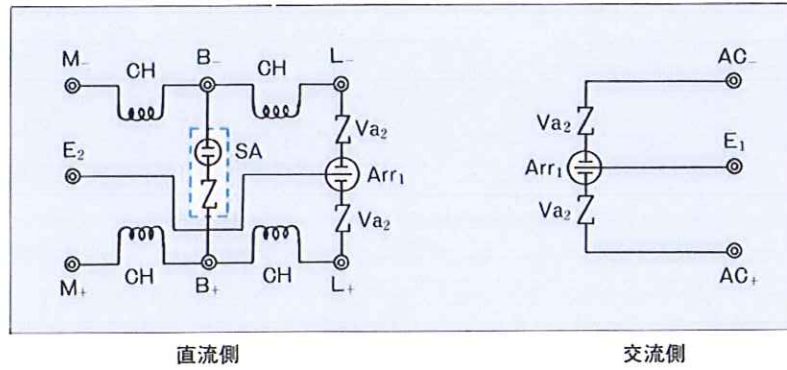 M₋ CH B₋ CH L₋
Va₂
E₂ SA Arr₁
Va₂
M₊ CH B₊ CH L₊
直流側
AC₋
Va₂
Arr₁ E₁
Va₂
AC₊
交流側